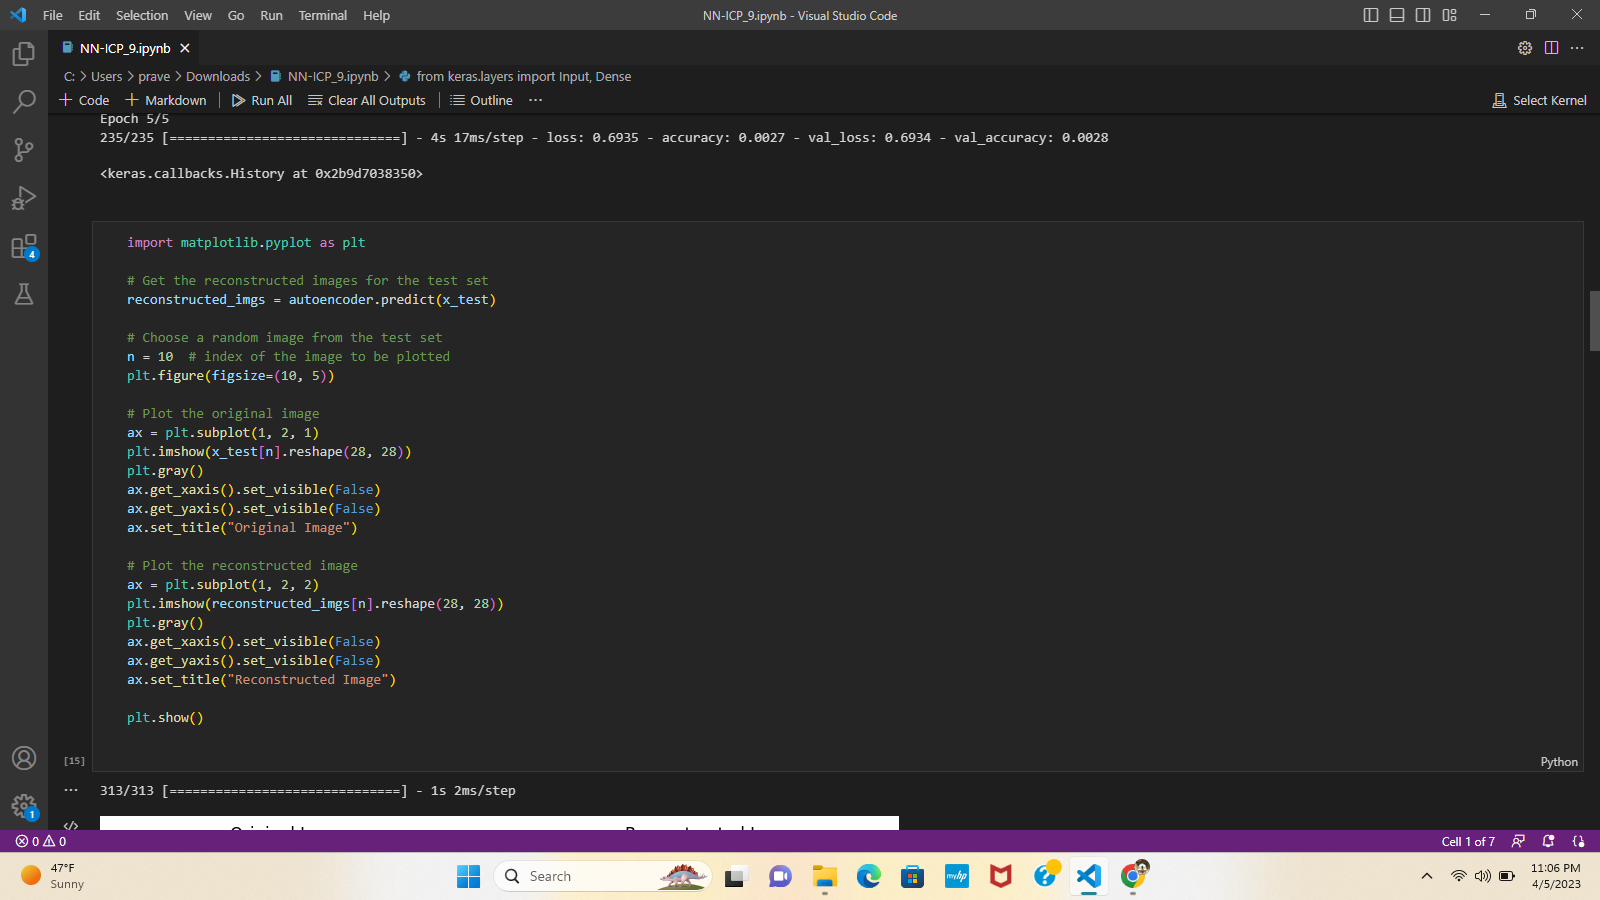 File Edit Selection View Go Run Terminal Help
NN-ICP_9.ipynb - Visual Studio Code
NN-ICP_9.ipynb
C: > Users > prave > Downloads > NN-ICP_9.ipynb > from keras.layers import Input, Dense
+ Code + Markdown Run All Clear All Outputs Outline ...
Select Kernel
Epoch 5/5
235/235 [==============================] - 4s 17ms/step - loss: 0.6935 - accuracy: 0.0027 - val_loss: 0.6934 - val_accuracy: 0.0028
<keras.callbacks.History at 0x2b9d7038350>
import matplotlib.pyplot as plt
# Get the reconstructed images for the test set
reconstructed_imgs = autoencoder.predict(x_test)
# Choose a random image from the test set
n = 10  # index of the image to be plotted
plt.figure(figsize=(10, 5))
# Plot the original image
ax = plt.subplot(1, 2, 1)
plt.imshow(x_test[n].reshape(28, 28))
plt.gray()
ax.get_xaxis().set_visible(False)
ax.get_yaxis().set_visible(False)
ax.set_title("Original Image")
# Plot the reconstructed image
ax = plt.subplot(1, 2, 2)
plt.imshow(reconstructed_imgs[n].reshape(28, 28))
plt.gray()
ax.get_xaxis().set_visible(False)
ax.get_yaxis().set_visible(False)
ax.set_title("Reconstructed Image")
plt.show()
[15]
Python
313/313 [==============================] - 1s 2ms/step
4
1
0 0
Cell 1 of 7
47°F
Sunny
Search
myhp
11:06 PM
4/5/2023